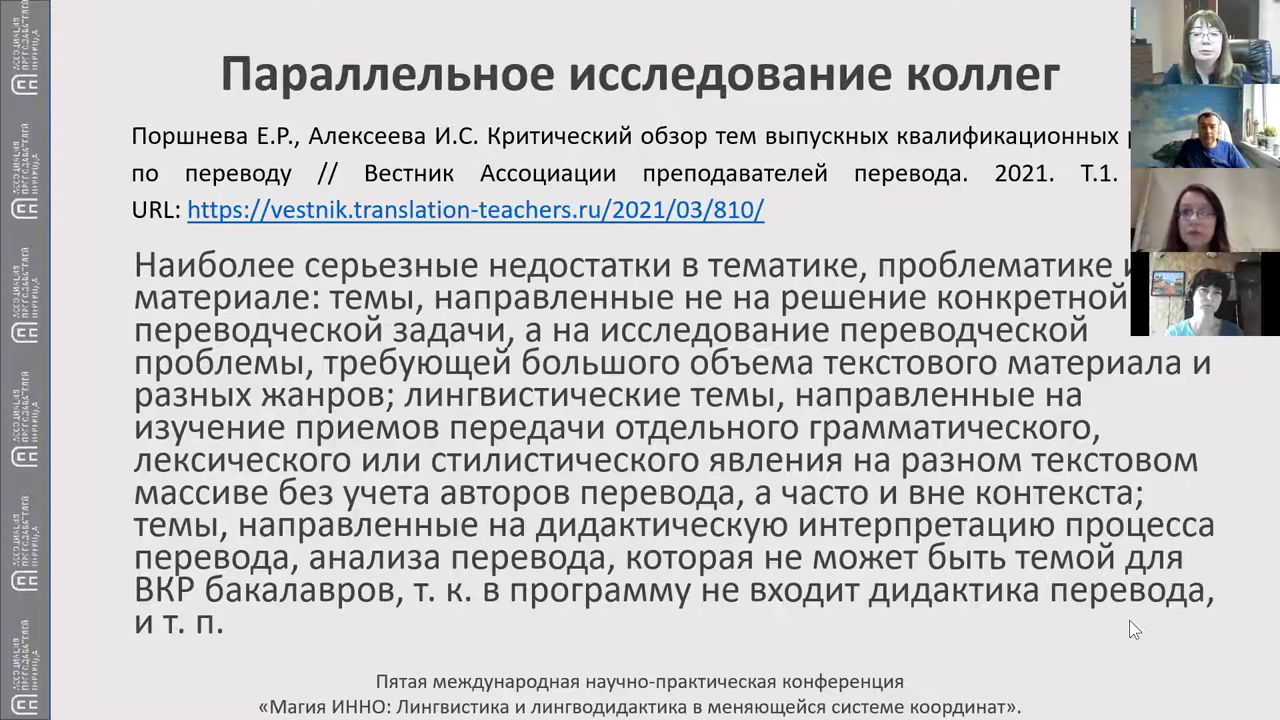 Параллельное исследование коллег
Поршнева Е.Р., Алексеева И.С. Критический обзор тем выпускных квалификационных
по переводу // Вестник Ассоциации преподавателей перевода. 2021. Т.1.
URL: https://vestnik.translation-teachers.ru/2021/03/810/
Наиболее серьезные недостатки в тематике, проблематике и
материале: темы, направленные не на решение конкретной
переводческой задачи, а на исследование переводческой
проблемы, требующей большого объема текстового материала и
разных жанров; лингвистические темы, направленные на
изучение приемов передачи отдельного грамматического,
лексического или стилистического явления на разном текстовом
массиве без учета авторов перевода, а часто и вне контекста;
темы, направленные на дидактическую интерпретацию процесса
перевода, анализа перевода, которая не может быть темой для
ВКР бакалавров, т. к. в программу не входит дидактика перевода,
и т. п.
Пятая международная научно-практическая конференция
«Магия ИННО: Лингвистика и лингводидактика в меняющейся системе координат».
АССОЦИАЦИЯ
ПРЕПОДАВАТЕЛЕЙ
ПЕРЕВОДА